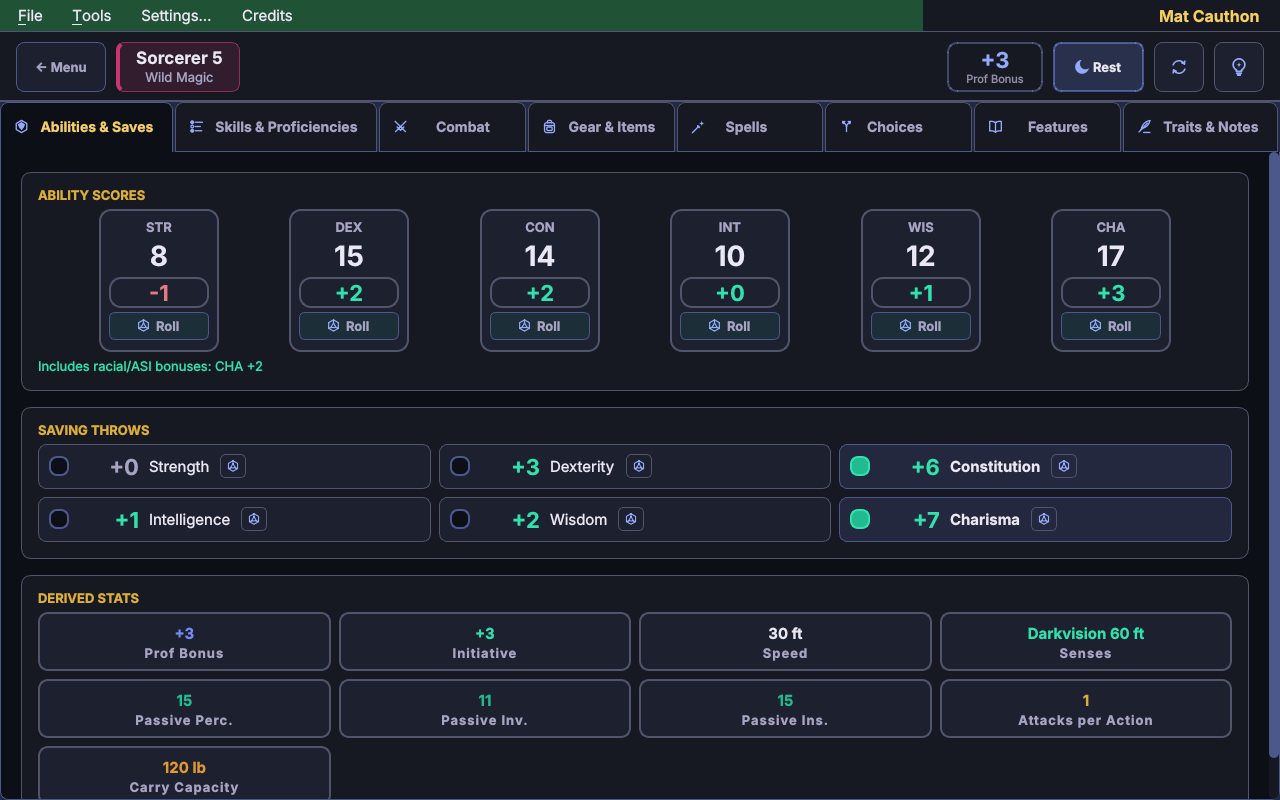 File Tools Settings... Credits Mat Cauthon
← Menu
Sorcerer 5
Wild Magic
+3
Prof Bonus
Rest
Abilities & Saves Skills & Proficiencies Combat Gear & Items Spells Choices Features Traits & Notes
ABILITY SCORES
STR DEX CON INT WIS CHA
8 15 14 10 12 17
-1 +2 +2 +0 +1 +3
Roll Roll Roll Roll Roll Roll
Includes racial/ASI bonuses: CHA +2
SAVING THROWS
+0 Strength +3 Dexterity +6 Constitution
+1 Intelligence +2 Wisdom +7 Charisma
DERIVED STATS
+3 +3 30 ft Darkvision 60 ft
Prof Bonus Initiative Speed Senses
15 11 15 1
Passive Perc. Passive Inv. Passive Ins. Attacks per Action
120 lb
Carry Capacity